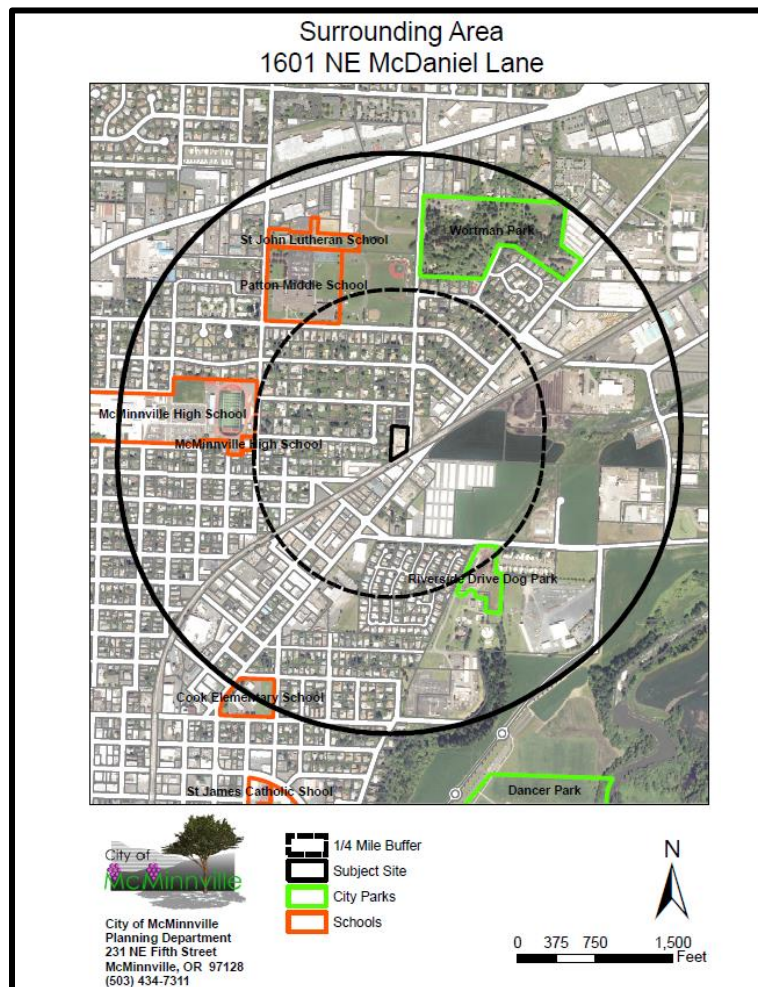 Surrounding Area
1601 NE McDaniel Lane
St John Lutheran School
Wortman Park
Patton Middle School
McMinnville High School
McMinnville High School
Riverside Drive Dog Park
Cook Elementary School
St James Catholic Shool
Dancer Park
City of
McMinnville
City of McMinnville
Planning Department
231 NE Fifth Street
McMinnville, OR 97128
(503) 434-7311
1/4 Mile Buffer
Subject Site
City Parks
Schools
N
0 375 750 1,500
Feet